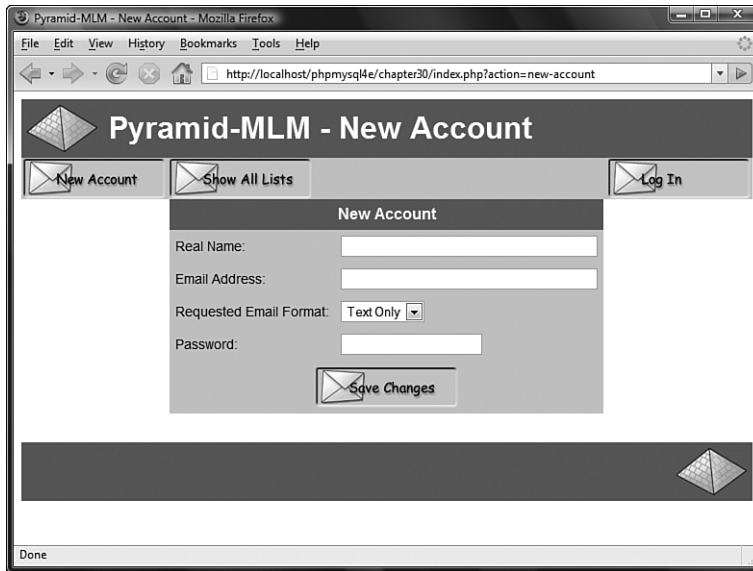 Pyramid-MLM - New Account - Mozilla Firefox
File Edit View History Bookmarks Tools Help
http://localhost/phpmysql4e/chapter30/index.php?action=new-account
Pyramid-MLM - New Account
New Account Show All Lists Log In
New Account
Real Name:
Email Address:
Requested Email Format: Text Only
Password:
Save Changes
Done